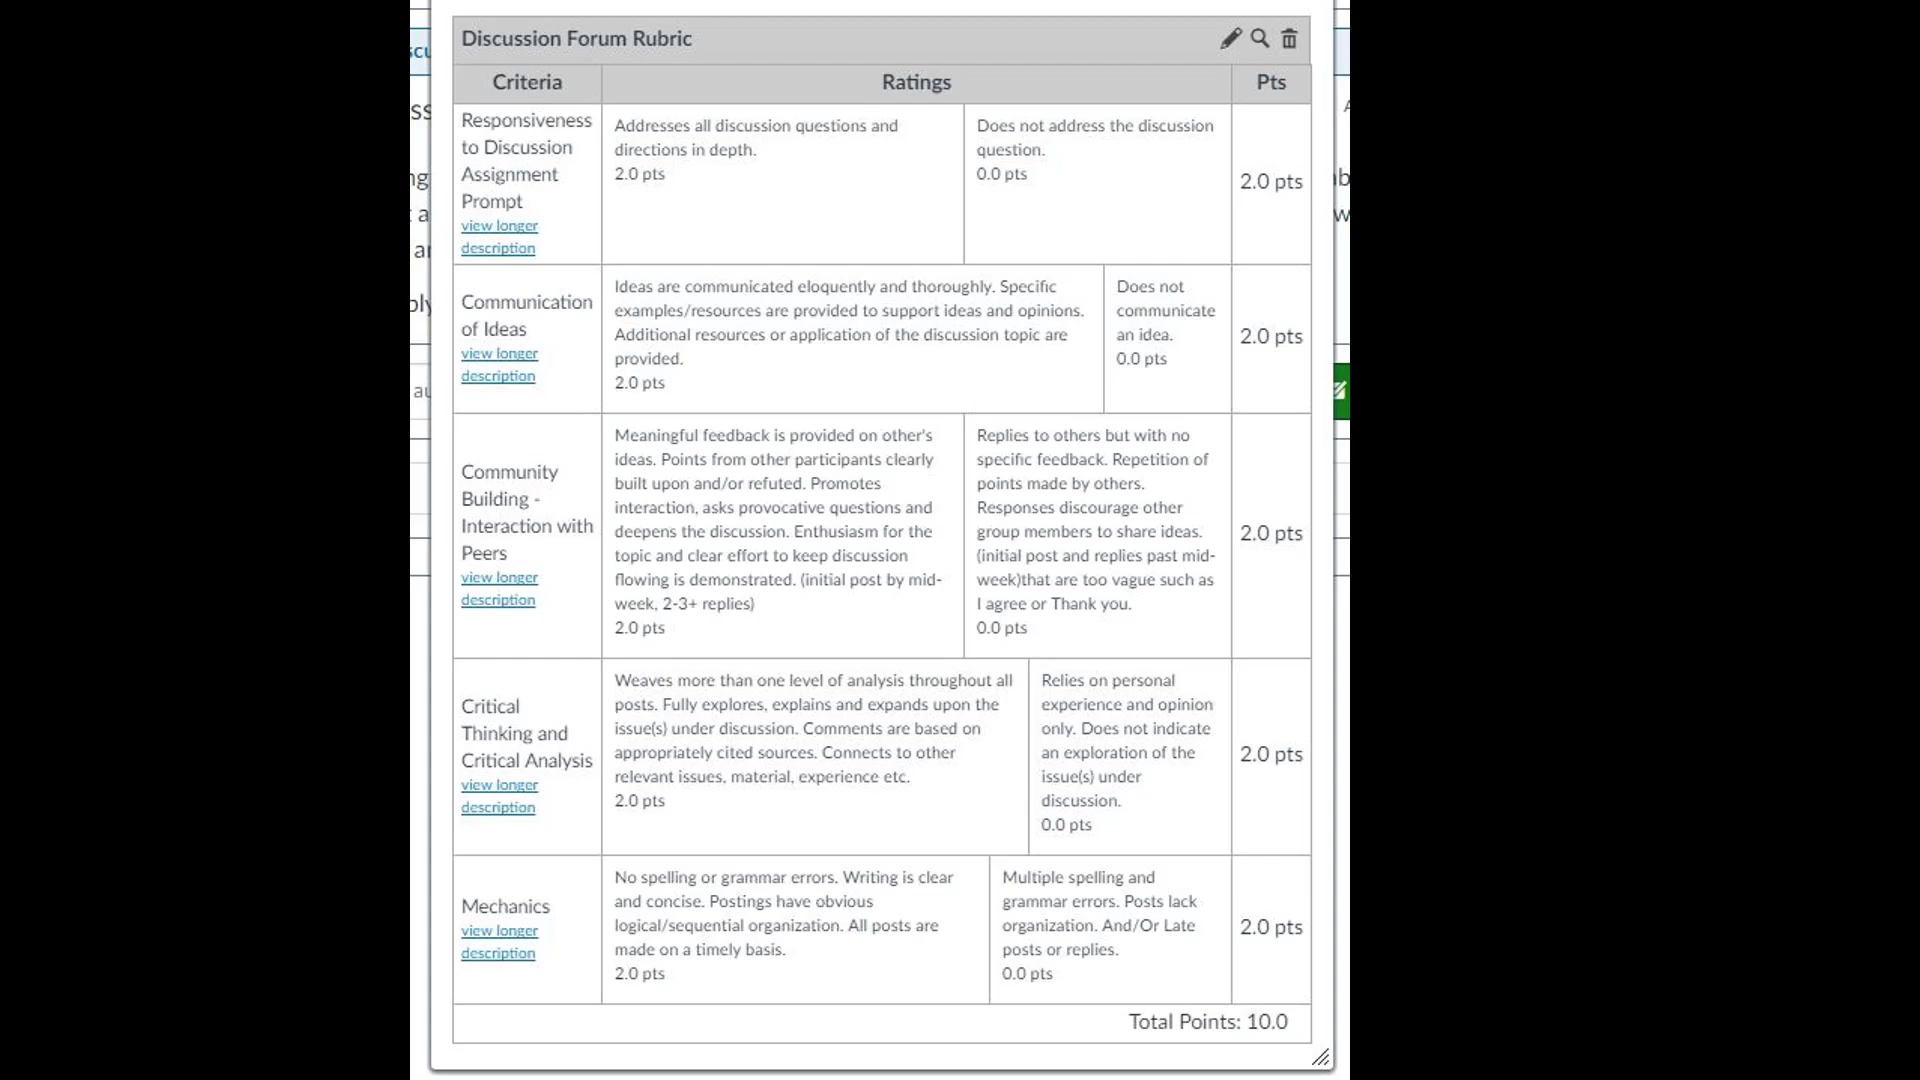 Discussion Forum Rubric
Criteria
Ratings
Pts
Responsiveness
to Discussion
Assignment
Prompt
view longer
description
Addresses all discussion questions and
directions in depth.
2.0 pts
Does not address the discussion
question.
0.0 pts
2.0 pts
Communication
of Ideas
view longer
description
Ideas are communicated eloquently and thoroughly. Specific
examples/resources are provided to support ideas and opinions.
Additional resources or application of the discussion topic are
provided.
2.0 pts
Does not
communicate
an idea.
0.0 pts
2.0 pts
Community
Building -
Interaction with
Peers
view longer
description
Meaningful feedback is provided on other's
ideas. Points from other participants clearly
built upon and/or refuted. Promotes
interaction, asks provocative questions and
deepens the discussion. Enthusiasm for the
topic and clear effort to keep discussion
flowing is demonstrated. (initial post by mid-
week, 2-3+ replies)
2.0 pts
Replies to others but with no
specific feedback. Repetition of
points made by others.
Responses discourage other
group members to share ideas.
(initial post and replies past mid-
week)that are too vague such as
I agree or Thank you.
0.0 pts
2.0 pts
Critical
Thinking and
Critical Analysis
view longer
description
Weaves more than one level of analysis throughout all
posts. Fully explores, explains and expands upon the
issue(s) under discussion. Comments are based on
appropriately cited sources. Connects to other
relevant issues, material, experience etc.
2.0 pts
Relies on personal
experience and opinion
only. Does not indicate
an exploration of the
issue(s) under
discussion.
0.0 pts
2.0 pts
Mechanics
view longer
description
No spelling or grammar errors. Writing is clear
and concise. Postings have obvious
logical/sequential organization. All posts are
made on a timely basis.
2.0 pts
Multiple spelling and
grammar errors. Posts lack
organization. And/Or Late
posts or replies.
0.0 pts
2.0 pts
Total Points: 10.0